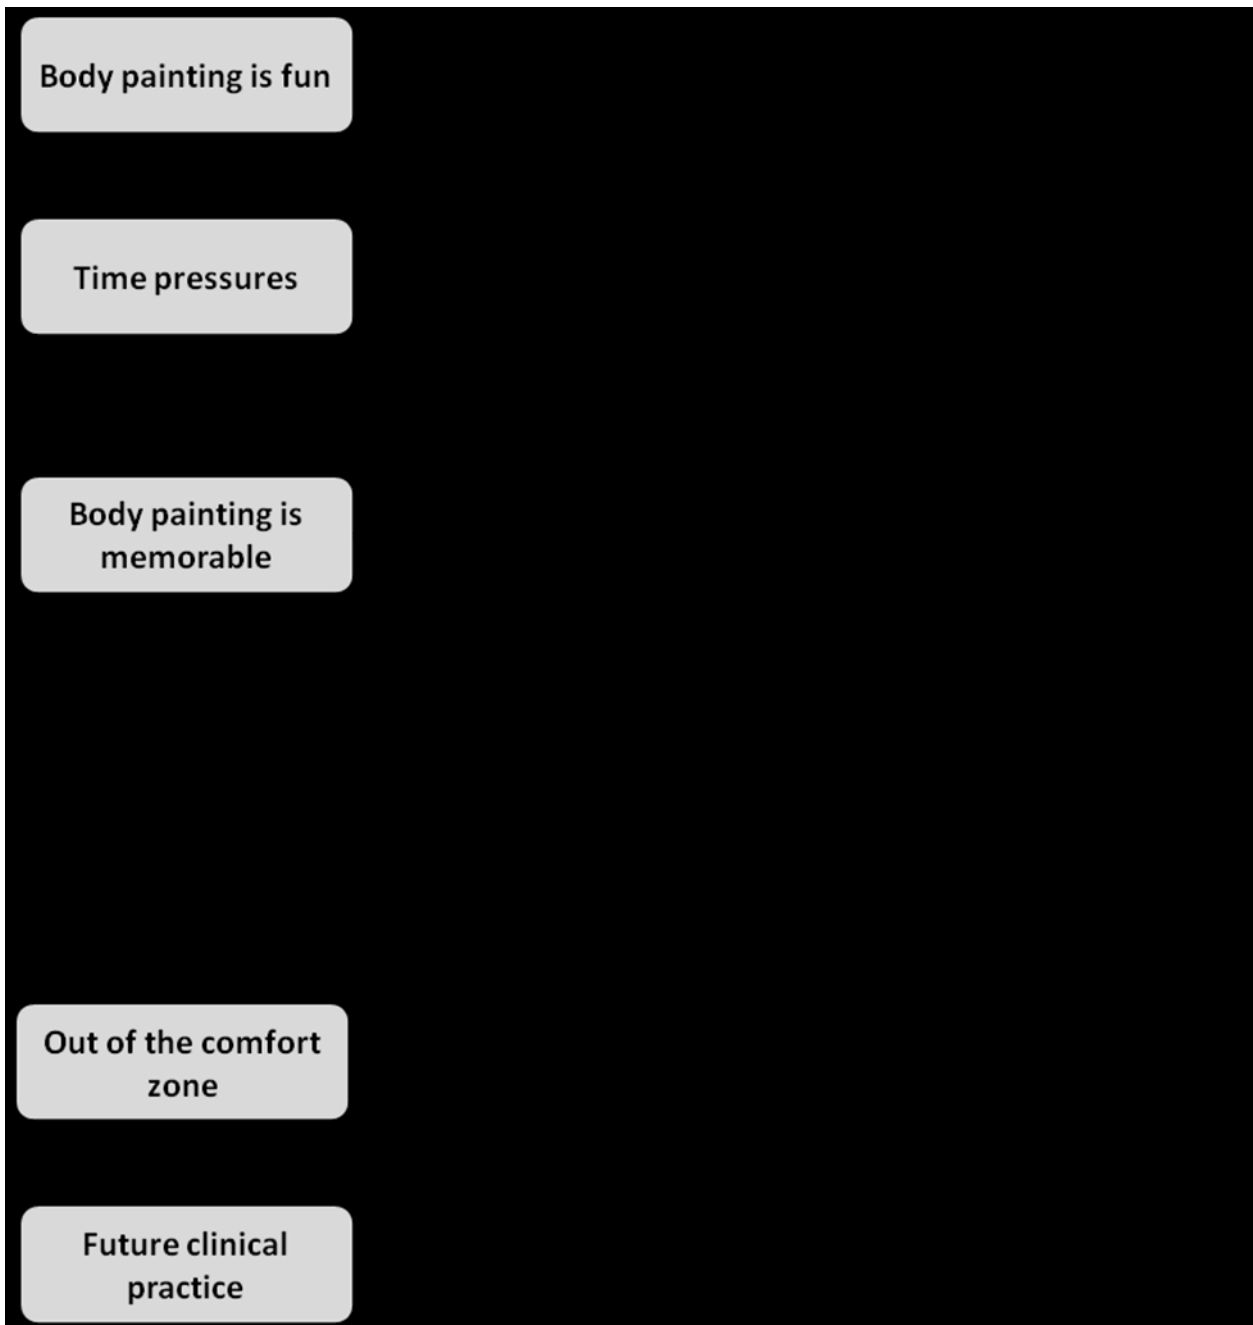 Body painting is fun
Time pressures
Body painting is
memorable
Out of the comfort
zone
Future clinical
practice